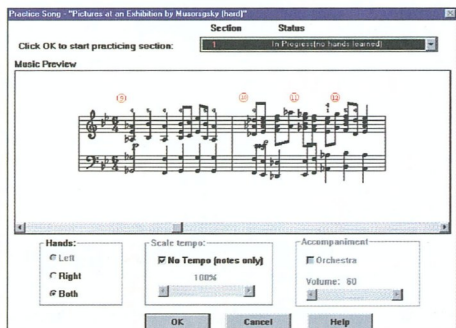 Practice Song - "Pictures at an Exhibition by Musorsgsky (hard)"
Section Status
Click OK to start practicing section: 1 In Progress(no hands learned)
Music Preview
Hands: Scale tempo: Accompaniment
Left No Tempo (notes only) Orchestra
Right 100% Volume: 60
Both
OK Cancel Help